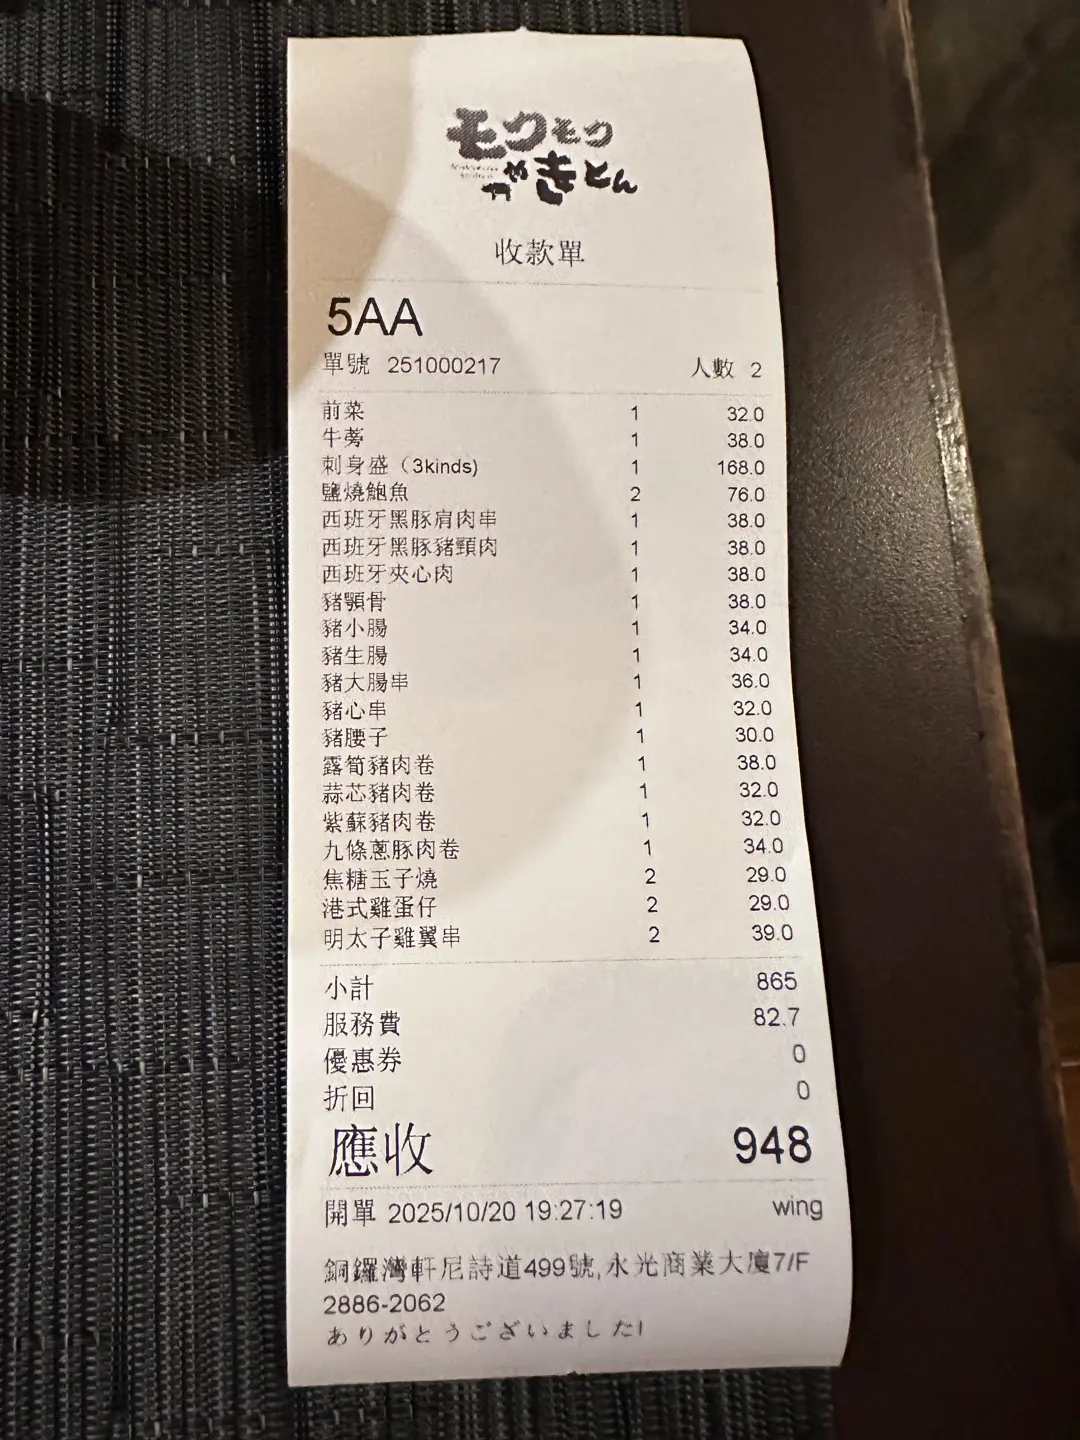 モクモク
やきとん
收款單
5AA
單號 251000217 人數 2
前菜 1 32.0
牛蒡 1 38.0
刺身盛（3kinds) 1 168.0
鹽燒鮑魚 2 76.0
西班牙黑豚肩肉串 1 38.0
西班牙黑豚豬頸肉 1 38.0
西班牙夾心肉 1 38.0
豬顎骨 1 38.0
豬小腸 1 34.0
豬生腸 1 34.0
豬大腸串 1 36.0
豬心串 1 32.0
豬腰子 1 30.0
露筍豬肉卷 1 38.0
蒜芯豬肉卷 1 32.0
紫蘇豬肉卷 1 32.0
九條蔥豚肉卷 1 34.0
焦糖玉子燒 2 29.0
港式雞蛋仔 2 29.0
明太子雞翼串 2 39.0
小計 865
服務費 82.7
優惠券 0
折回 0
應收 948
開單 2025/10/20 19:27:19 wing
銅鑼灣軒尼詩道499號,永光商業大廈7/F
2886-2062
ありがとうございました!